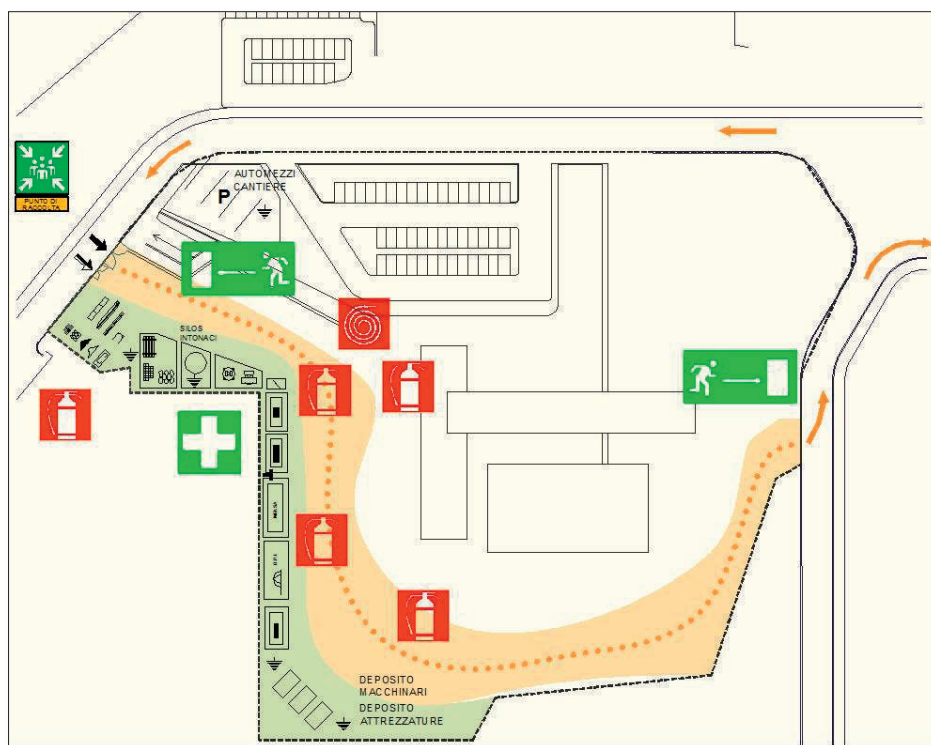 PUNTO DI
RACCOLTA
AUTOMEZZI
CANTIERE
P
SILOS
INTONACI
DEPOSITO
MACCHINARI
DEPOSITO
ATTREZZATURE